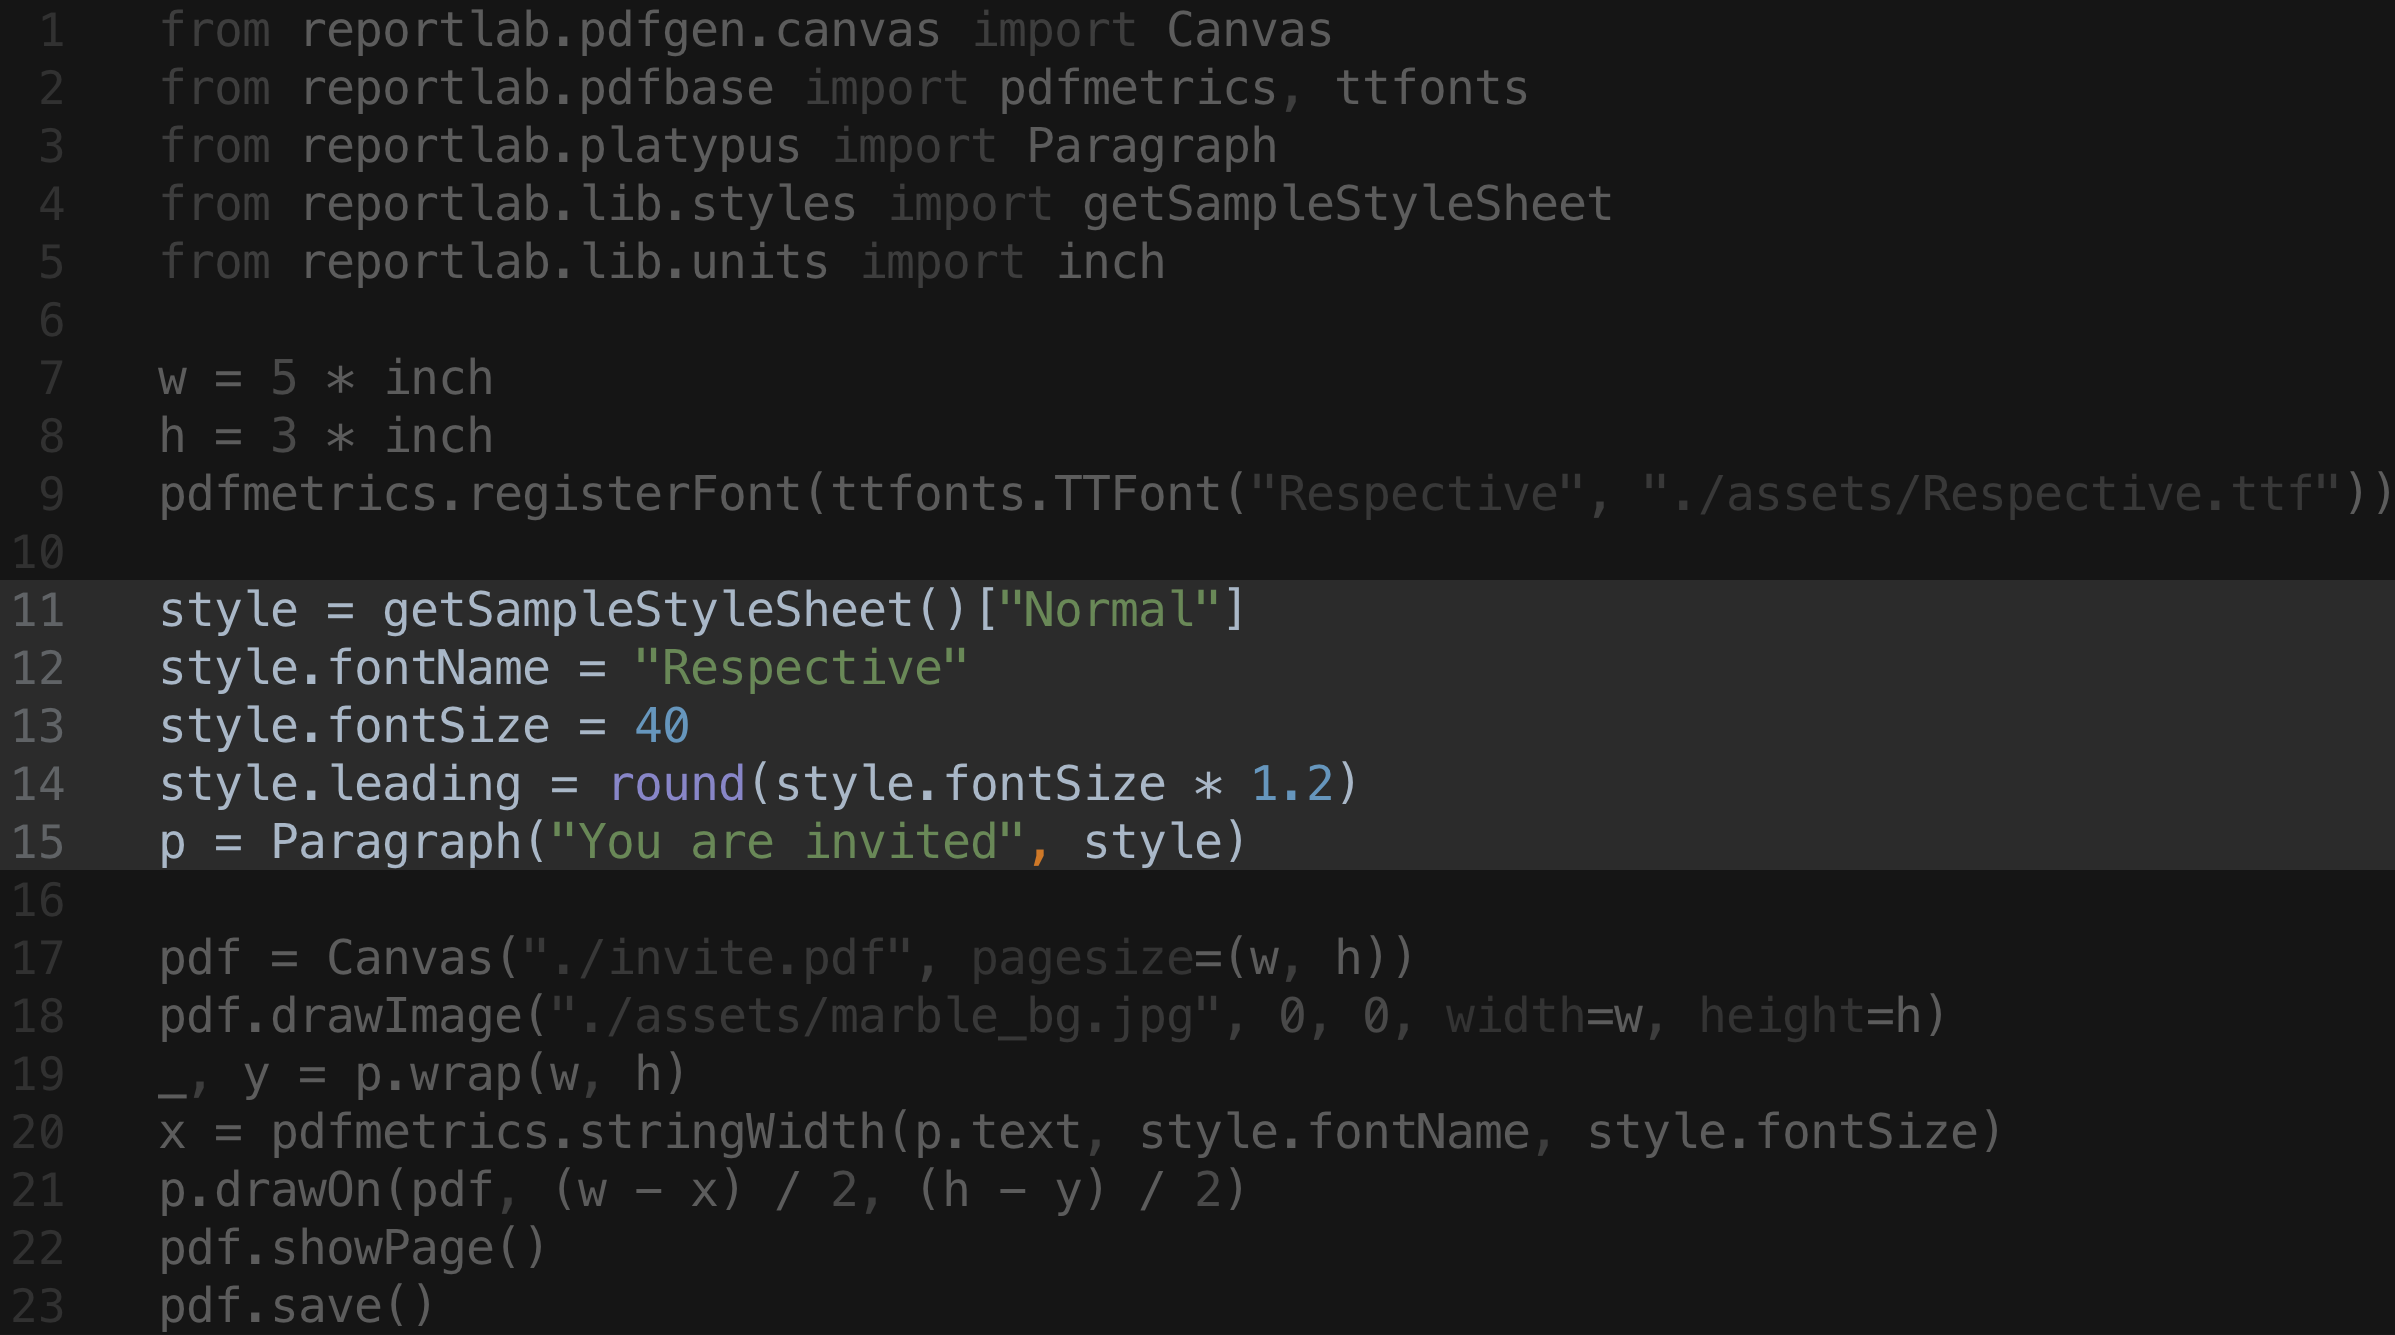 1 from reportlab.pdfgen.canvas import Canvas
2 from reportlab.pdfbase import pdfmetrics, ttfonts
3 from reportlab.platypus import Paragraph
4 from reportlab.lib.styles import getSampleStyleSheet
5 from reportlab.lib.units import inch
6
7 w = 5 * inch
8 h = 3 * inch
9 pdfmetrics.registerFont(ttfonts.TTFont("Respective", "./assets/Respective.ttf"))
10
11 style = getSampleStyleSheet()["Normal"]
12 style.fontName = "Respective"
13 style.fontSize = 40
14 style.leading = round(style.fontSize * 1.2)
15 p = Paragraph("You are invited", style)
16
17 pdf = Canvas("./invite.pdf", pagesize=(w, h))
18 pdf.drawImage("./assets/marble_bg.jpg", 0, 0, width=w, height=h)
19 _, y = p.wrap(w, h)
20 x = pdfmetrics.stringWidth(p.text, style.fontName, style.fontSize)
21 p.drawOn(pdf, (w - x) / 2, (h - y) / 2)
22 pdf.showPage()
23 pdf.save()